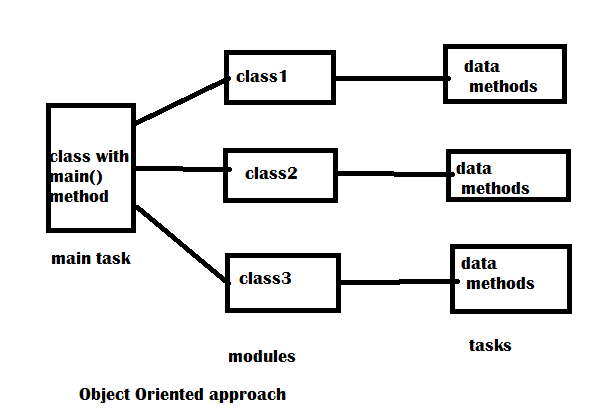 class1
data
methods
class with
main()
method
class2
data
methods
main task
class3
data
methods
modules
tasks
Object Oriented approach